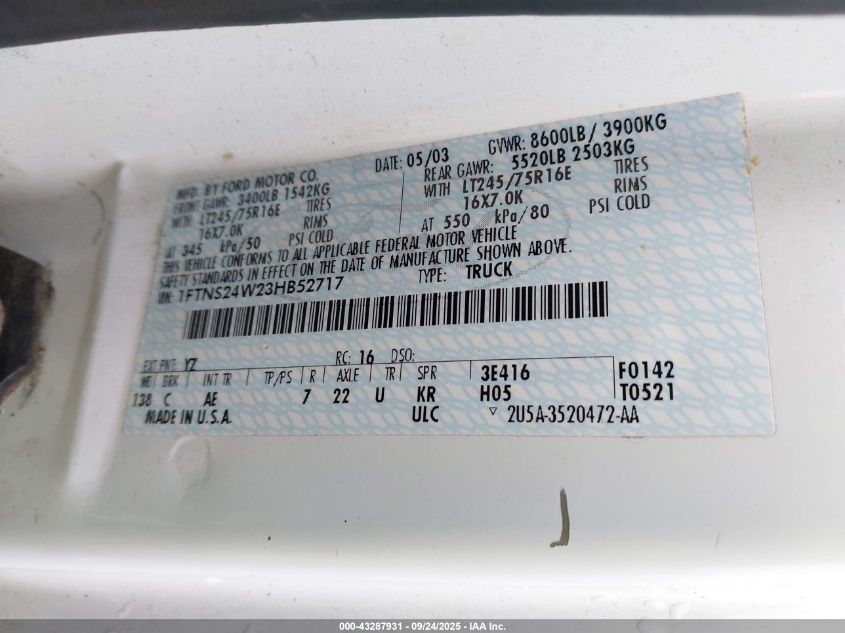 MFD. BY FORD MOTOR CO.
DATE: 05/03 GVWR: 8600LB / 3900KG
FRONT GAWR: 3400LB 1542KG REAR GAWR: 5520LB 2503KG
WITH LT245/75R16E TIRES WITH LT245/75R16E TIRES
16X7.0K RIMS 16X7.0K RIMS
AT 345 kPa/50 PSI COLD AT 550 kPa/80 PSI COLD
THIS VEHICLE CONFORMS TO ALL APPLICABLE FEDERAL MOTOR VEHICLE
SAFETY STANDARDS IN EFFECT ON THE DATE OF MANUFACTURE SHOWN ABOVE.
VIN: 1FTNS24W23HB52717 TYPE: TRUCK
EXT PNT: YZ RC: 16 DSO:
WB BRK INT TR TP/PS R AXLE TR SPR 3E416 F0142
138 C AE 7 22 U KR H05 T0521
MADE IN U.S.A. ULC ▽ 2U5A-3520472-AA
000-43287931 - 09/24/2025 - IAA Inc.